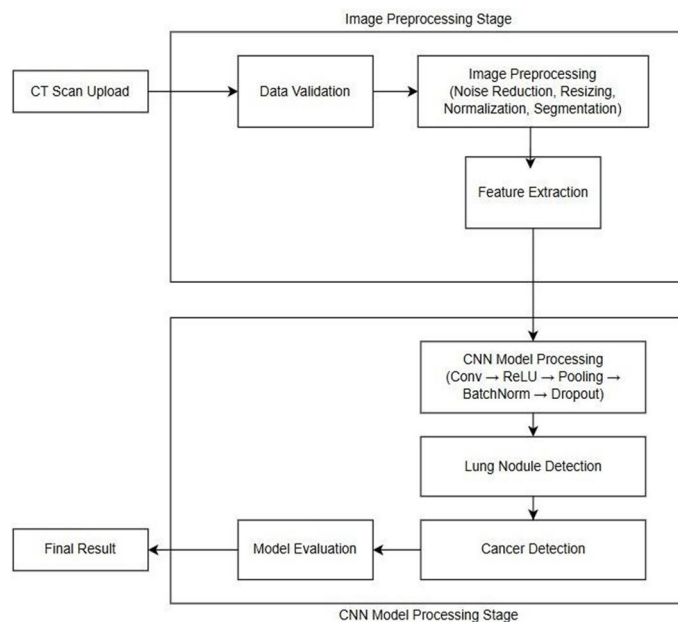 Image Preprocessing Stage
CT Scan Upload
Data Validation
Image Preprocessing
(Noise Reduction, Resizing,
Normalization, Segmentation)
Feature Extraction
CNN Model Processing
(Conv → ReLU → Pooling →
BatchNorm → Dropout)
Lung Nodule Detection
Final Result
Model Evaluation
Cancer Detection
CNN Model Processing Stage